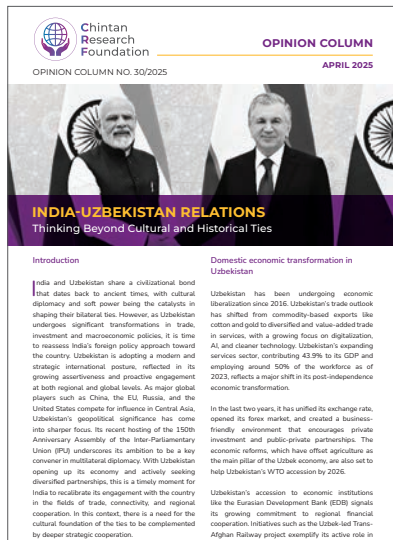 Chintan
Research
Foundation
OPINION COLUMN NO. 30/2025
OPINION COLUMN
APRIL 2025
INDIA-UZBEKISTAN RELATIONS
Thinking Beyond Cultural and Historical Ties
Introduction
India and Uzbekistan share a civilizational bond
that dates back to ancient times, with cultural
diplomacy and soft power being the catalysts in
shaping their bilateral ties. However, as Uzbekistan
undergoes significant transformations in trade,
investment and macroeconomic policies, it is time
to reassess India's foreign policy approach toward
the country. Uzbekistan is adopting a modern and
strategic international posture, reflected in its
growing assertiveness and proactive engagement
at both regional and global levels. As major global
players such as China, the EU, Russia, and the
United States compete for influence in Central Asia,
Uzbekistan's geopolitical significance has come
into sharper focus. Its recent hosting of the 150th
Anniversary Assembly of the Inter-Parliamentary
Union (IPU) underscores its ambition to be a key
convener in multilateral diplomacy. With Uzbekistan
opening up its economy and actively seeking
diversified partnerships, this is a timely moment for
India to recalibrate its engagement with the country
in the fields of trade, connectivity, and regional
cooperation. In this context, there is a need for the
cultural foundation of the ties to be complemented
by deeper strategic cooperation.
Domestic economic transformation in
Uzbekistan
Uzbekistan has been undergoing economic
liberalization since 2016. Uzbekistan's trade outlook
has shifted from commodity-based exports like
cotton and gold to diversified and value-added trade
in services, with a growing focus on digitalization,
AI, and cleaner technology. Uzbekistan's expanding
services sector, contributing 43.9% to its GDP and
employing around 50% of the workforce as of
2023, reflects a major shift in its post-independence
economic transformation.
In the last two years, it has unified its exchange rate,
opened its forex market, and created a business-
friendly environment that encourages private
investment and public-private partnerships. The
economic reforms, which have offset agriculture as
the main pillar of the Uzbek economy, are also set to
help Uzbekistan's WTO accession by 2026.
Uzbekistan's accession to economic institutions
like the Eurasian Development Bank (EDB) signals
its growing commitment to regional financial
cooperation. Initiatives such as the Uzbek-led Trans-
Afghan Railway project exemplify its active role in